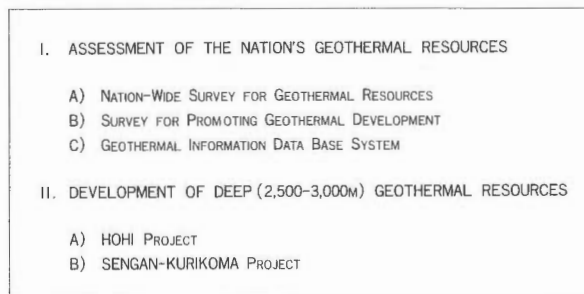 I. ASSESSMENT OF THE NATION'S GEOTHERMAL RESOURCES
A) NATION-WIDE SURVEY FOR GEOTHERMAL RESOURCES
B) SURVEY FOR PROMOTING GEOTHERMAL DEVELOPMENT
C) GEOTHERMAL INFORMATION DATA BASE SYSTEM
II. DEVELOPMENT OF DEEP (2,500-3,000M) GEOTHERMAL RESOURCES
A) HOHI PROJECT
B) SENGAN-KURIKOMA PROJECT